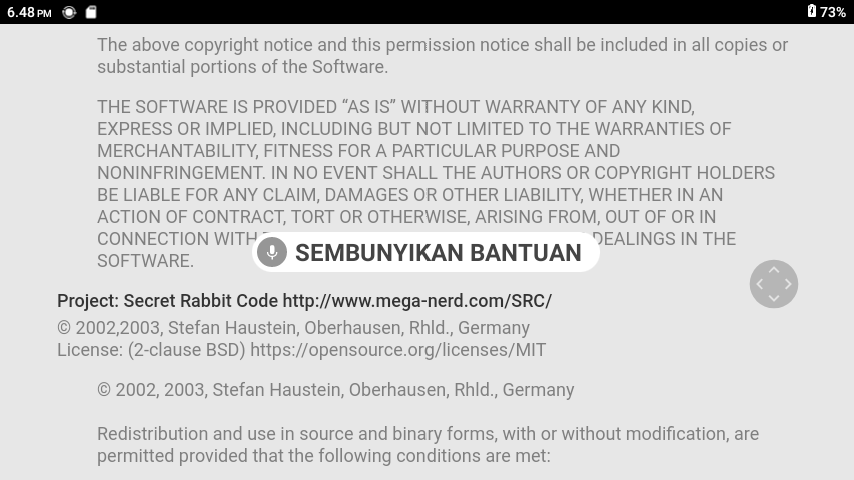 6.48 PM
73%
The above copyright notice and this permission notice shall be included in all copies or
substantial portions of the Software.
THE SOFTWARE IS PROVIDED “AS IS” WITHOUT WARRANTY OF ANY KIND,
EXPRESS OR IMPLIED, INCLUDING BUT NOT LIMITED TO THE WARRANTIES OF
MERCHANTABILITY, FITNESS FOR A PARTICULAR PURPOSE AND
NONINFRINGEMENT. IN NO EVENT SHALL THE AUTHORS OR COPYRIGHT HOLDERS
BE LIABLE FOR ANY CLAIM, DAMAGES OR OTHER LIABILITY, WHETHER IN AN
ACTION OF CONTRACT, TORT OR OTHERWISE, ARISING FROM, OUT OF OR IN
CONNECTION WITH DEALINGS IN THE
SEMBUNYIKAN BANTUAN
SOFTWARE.
Project: Secret Rabbit Code http://www.mega-nerd.com/SRC/
© 2002,2003, Stefan Haustein, Oberhausen, Rhld., Germany
License: (2-clause BSD) https://opensource.org/licenses/MIT
© 2002, 2003, Stefan Haustein, Oberhausen, Rhld., Germany
Redistribution and use in source and binary forms, with or without modification, are
permitted provided that the following conditions are met: